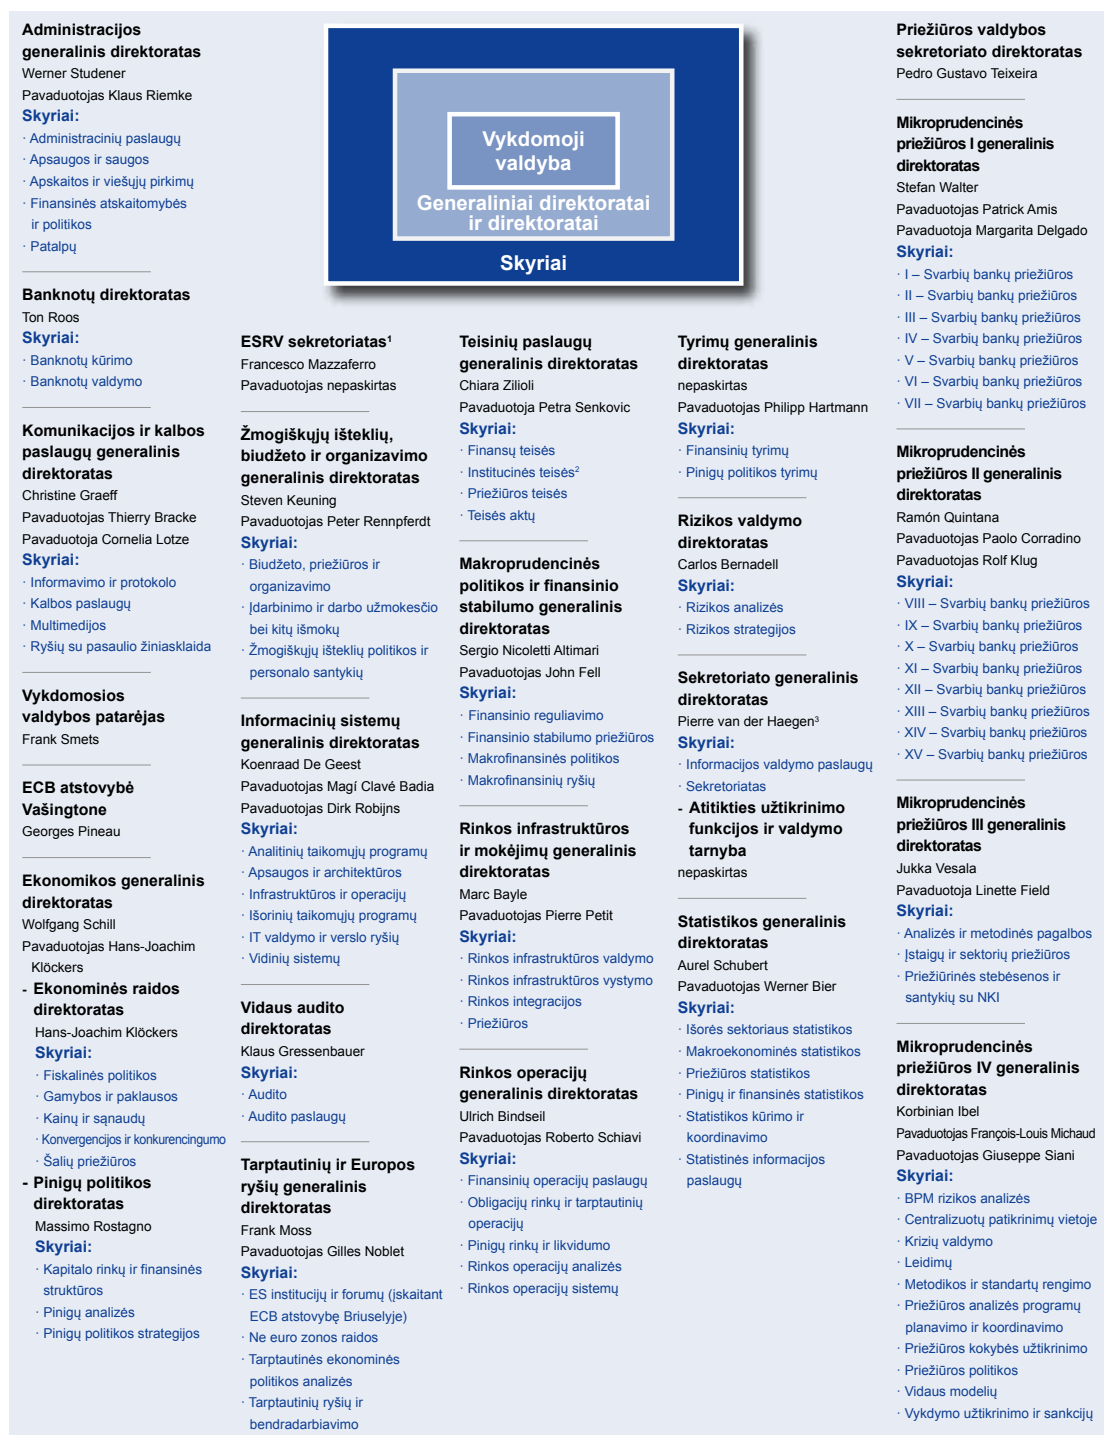 Administracijos
generalinis direktoratas
Werner Studener
Pavaduotojas Klaus Riemke
Skyriai:
· Administracinių paslaugų
· Apsaugos ir saugos
· Apskaitos ir viešųjų pirkimų
· Finansinės atskaitomybės
ir politikos
· Patalpų
Banknotų direktoratas
Ton Roos
Skyriai:
· Banknotų kūrimo
· Banknotų valdymo
Komunikacijos ir kalbos
paslaugų generalinis
direktoratas
Christine Graeff
Pavaduotojas Thierry Bracke
Pavaduotoja Cornelia Lotze
Skyriai:
· Informavimo ir protokolo
· Kalbos paslaugų
· Multimedijos
· Ryšių su pasaulio žiniasklaida
Vykdomosios
valdybos patarėjas
Frank Smets
ECB atstovybė
Vašingtone
Georges Pineau
Ekonomikos generalinis
direktoratas
Wolfgang Schill
Pavaduotojas Hans-Joachim
Klöckers
- Ekonominės raidos
direktoratas
Hans-Joachim Klöckers
Skyriai:
· Fiskalinės politikos
· Gamybos ir paklausos
· Kainų ir sąnaudų
· Konvergencijos ir konkurencingumo
· Šalių priežiūros
- Pinigų politikos
direktoratas
Massimo Rostagno
Skyriai:
· Kapitalo rinkų ir finansinės
struktūros
· Pinigų analizės
· Pinigų politikos strategijos
Vykdomoji
valdyba
Generaliniai direktoratai
ir direktoratai
Skyriai
ESRV sekretoriatas¹
Francesco Mazzaferro
Pavaduotojas nepaskirtas
Žmogiškųjų išteklių,
biudžeto ir organizavimo
generalinis direktoratas
Steven Keuning
Pavaduotojas Peter Rennpferdt
Skyriai:
· Biudžeto, priežiūros ir
organizavimo
· Įdarbinimo ir darbo užmokesčio
bei kitų išmokų
· Žmogiškųjų išteklių politikos ir
personalo santykių
Informacinių sistemų
generalinis direktoratas
Koenraad De Geest
Pavaduotojas Magí Clavé Badia
Pavaduotojas Dirk Robijns
Skyriai:
· Analitinių taikomųjų programų
· Apsaugos ir architektūros
· Infrastruktūros ir operacijų
· Išorinių taikomųjų programų
· IT valdymo ir verslo ryšių
· Vidinių sistemų
Vidaus audito
direktoratas
Klaus Gressenbauer
Skyriai:
· Audito
· Audito paslaugų
Tarptautinių ir Europos
ryšių generalinis
direktoratas
Frank Moss
Pavaduotojas Gilles Noblet
Skyriai:
· ES institucijų ir forumų (įskaitant
ECB atstovybę Briuselyje)
· Ne euro zonos raidos
· Tarptautinės ekonominės
politikos analizės
· Tarptautinių ryšių ir
bendradarbiavimo
Teisinių paslaugų
generalinis direktoratas
Chiara Zilioli
Pavaduotoja Petra Senkovic
Skyriai:
· Finansų teisės
· Institucinės teisės²
· Priežiūros teisės
· Teisės aktų
Makroprudencinės
politikos ir finansinio
stabilumo generalinis
direktoratas
Sergio Nicoletti Altimari
Pavaduotojas John Fell
Skyriai:
· Finansinio reguliavimo
· Finansinio stabilumo priežiūros
· Makrofinansinės politikos
· Makrofinansinių ryšių
Rinkos infrastruktūros
ir mokėjimų generalinis
direktoratas
Marc Bayle
Pavaduotojas Pierre Petit
Skyriai:
· Rinkos infrastruktūros valdymo
· Rinkos infrastruktūros vystymo
· Rinkos integracijos
· Priežiūros
Rinkos operacijų
generalinis direktoratas
Ulrich Bindseil
Pavaduotojas Roberto Schiavi
Skyriai:
· Finansinių operacijų paslaugų
· Obligacijų rinkų ir tarptautinių
operacijų
· Pinigų rinkų ir likvidumo
· Rinkos operacijų analizės
· Rinkos operacijų sistemų
Tyrimų generalinis
direktoratas
nepaskirtas
Pavaduotojas Philipp Hartmann
Skyriai:
· Finansinių tyrimų
· Pinigų politikos tyrimų
Rizikos valdymo
direktoratas
Carlos Bernadell
Skyriai:
· Rizikos analizės
· Rizikos strategijos
Sekretoriato generalinis
direktoratas
Pierre van der Haegen³
Skyriai:
· Informacijos valdymo paslaugų
· Sekretoriatas
- Atitikties užtikrinimo
funkcijos ir valdymo
tarnyba
nepaskirtas
Statistikos generalinis
direktoratas
Aurel Schubert
Pavaduotojas Werner Bier
Skyriai:
· Išorės sektoriaus statistikos
· Makroekonominės statistikos
· Priežiūros statistikos
· Pinigų ir finansinės statistikos
· Statistikos kūrimo ir
koordinavimo
· Statistinės informacijos
paslaugų
Priežiūros valdybos
sekretoriato direktoratas
Pedro Gustavo Teixeira
Mikroprudencinės
priežiūros I generalinis
direktoratas
Stefan Walter
Pavaduotojas Patrick Amis
Pavaduotoja Margarita Delgado
Skyriai:
· I – Svarbių bankų priežiūros
· II – Svarbių bankų priežiūros
· III – Svarbių bankų priežiūros
· IV – Svarbių bankų priežiūros
· V – Svarbių bankų priežiūros
· VI – Svarbių bankų priežiūros
· VII – Svarbių bankų priežiūros
Mikroprudencinės
priežiūros II generalinis
direktoratas
Ramón Quintana
Pavaduotojas Paolo Corradino
Pavaduotojas Rolf Klug
Skyriai:
· VIII – Svarbių bankų priežiūros
· IX – Svarbių bankų priežiūros
· X – Svarbių bankų priežiūros
· XI – Svarbių bankų priežiūros
· XII – Svarbių bankų priežiūros
· XIII – Svarbių bankų priežiūros
· XIV – Svarbių bankų priežiūros
· XV – Svarbių bankų priežiūros
Mikroprudencinės
priežiūros III generalinis
direktoratas
Jukka Vesala
Pavaduotoja Linette Field
Skyriai:
· Analizės ir metodinės pagalbos
· Įstaigų ir sektorių priežiūros
· Priežiūrinės stebėsenos ir
santykių su NKI
Mikroprudencinės
priežiūros IV generalinis
direktoratas
Korbinian Ibel
Pavaduotojas François-Louis Michaud
Pavaduotojas Giuseppe Siani
Skyriai:
· BPM rizikos analizės
· Centralizuotų patikrinimų vietoje
· Krizių valdymo
· Leidimų
· Metodikos ir standartų rengimo
· Priežiūros analizės programų
planavimo ir koordinavimo
· Priežiūros kokybės užtikrinimo
· Priežiūros politikos
· Vidaus modelių
· Vykdymo užtikrinimo ir sankcijų